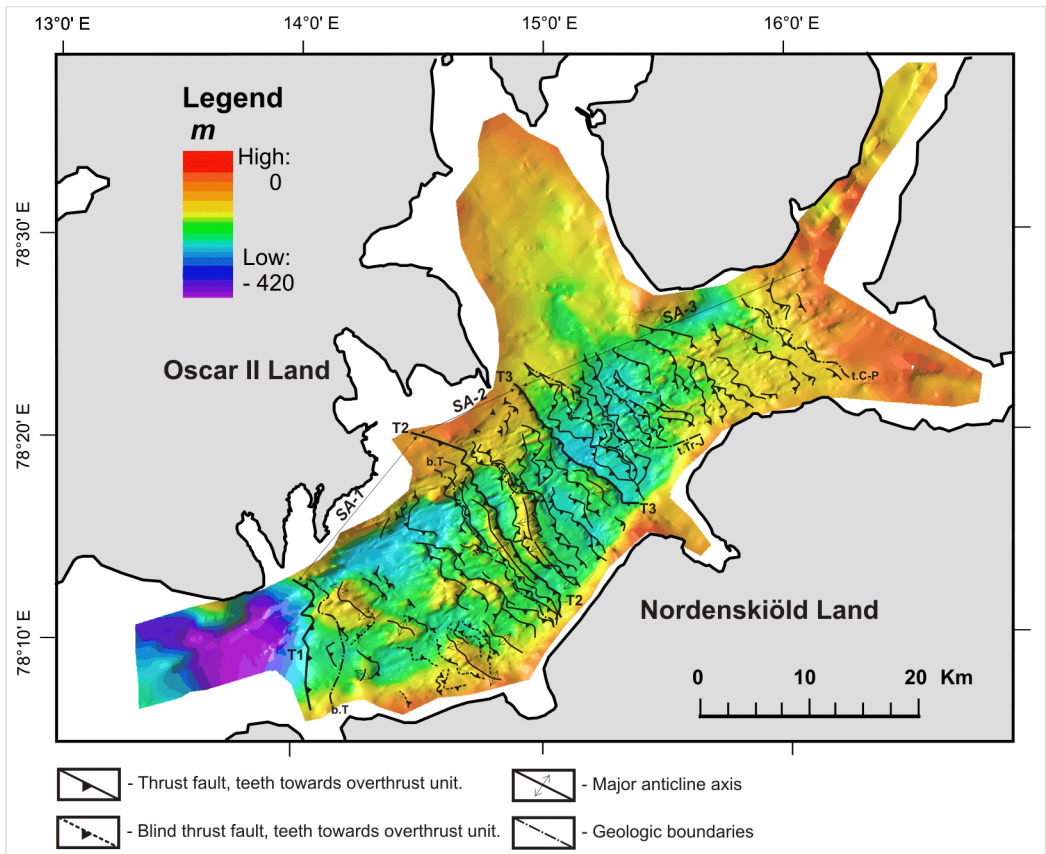 13°0' E 14°0' E 15°0' E 16°0' E
Legend
m
High:
0
Low:
- 420
78°30' E
78°20' E
78°10' E
Oscar II Land
Nordenskiöld Land
SA-3
T3
SA-2
t.C-P
T2
b.T
t.Tr-J
SA-1
T3
T2
T1
b.T
0 10 20 Km
- Thrust fault, teeth towards overthrust unit.
- Major anticline axis
- Blind thrust fault, teeth towards overthrust unit.
- Geologic boundaries